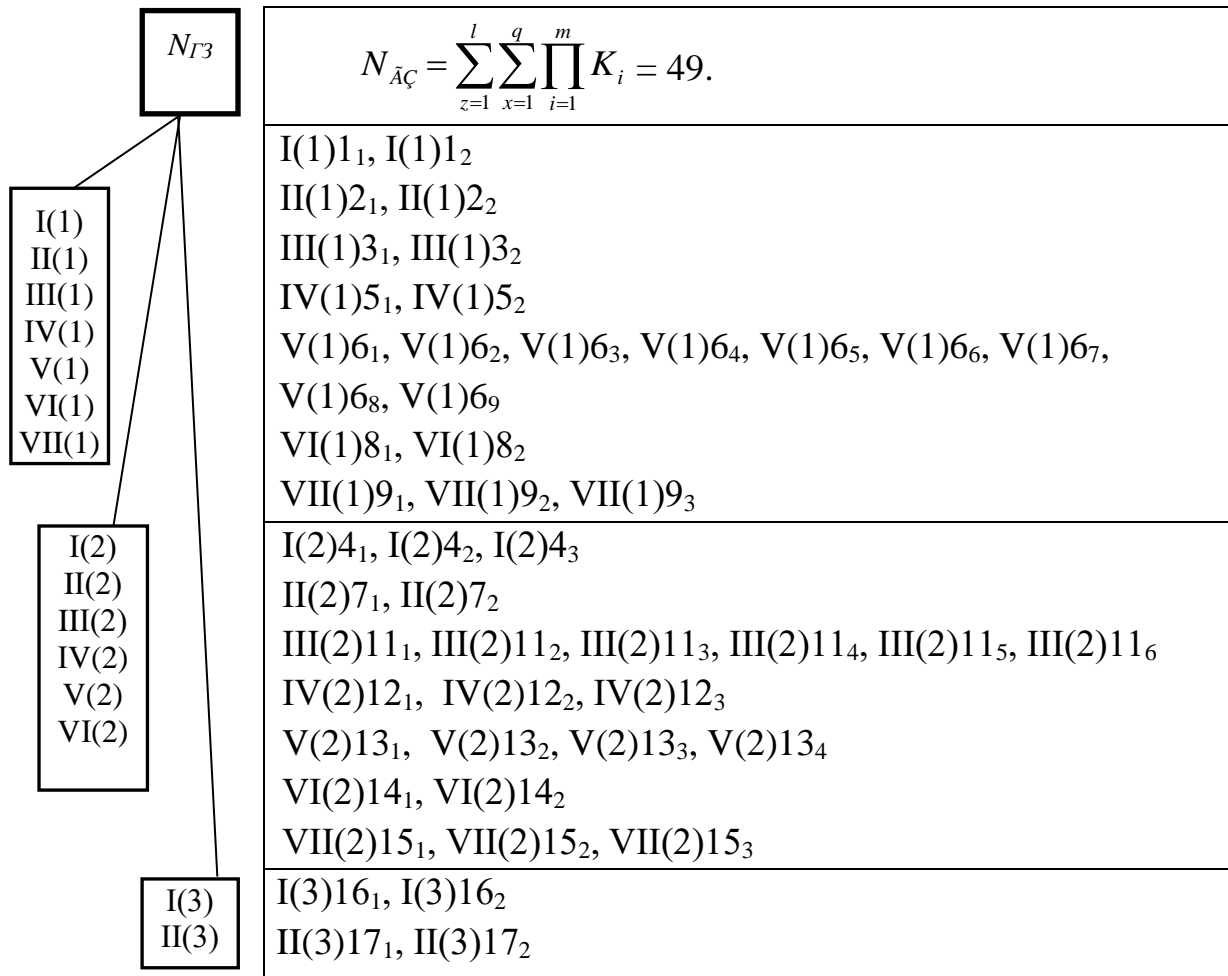 N_ГЗ
N_ÃÇ = \sum_{z=1}^{l} \sum_{x=1}^{q} \prod_{i=1}^{m} K_i = 49.
I(1)
II(1)
III(1)
IV(1)
V(1)
VI(1)
VII(1)
I(1)1₁, I(1)1₂
II(1)2₁, II(1)2₂
III(1)3₁, III(1)3₂
IV(1)5₁, IV(1)5₂
V(1)6₁, V(1)6₂, V(1)6₃, V(1)6₄, V(1)6₅, V(1)6₆, V(1)6₇,
V(1)6₈, V(1)6₉
VI(1)8₁, VI(1)8₂
VII(1)9₁, VII(1)9₂, VII(1)9₃
I(2)
II(2)
III(2)
IV(2)
V(2)
VI(2)
I(2)4₁, I(2)4₂, I(2)4₃
II(2)7₁, II(2)7₂
III(2)11₁, III(2)11₂, III(2)11₃, III(2)11₄, III(2)11₅, III(2)11₆
IV(2)12₁, IV(2)12₂, IV(2)12₃
V(2)13₁, V(2)13₂, V(2)13₃, V(2)13₄
VI(2)14₁, VI(2)14₂
VII(2)15₁, VII(2)15₂, VII(2)15₃
I(3)
II(3)
I(3)16₁, I(3)16₂
II(3)17₁, II(3)17₂